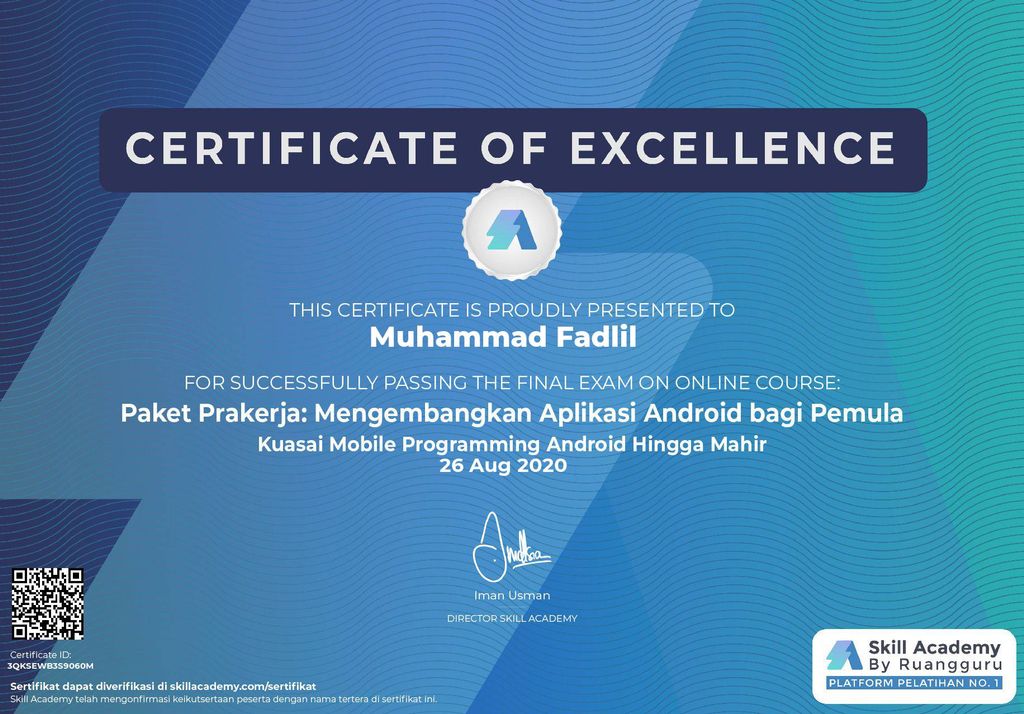 CERTIFICATE OF EXCELLENCE
THIS CERTIFICATE IS PROUDLY PRESENTED TO
Muhammad Fadlil
FOR SUCCESSFULLY PASSING THE FINAL EXAM ON ONLINE COURSE:
Paket Prakerja: Mengembangkan Aplikasi Android bagi Pemula
Kuasai Mobile Programming Android Hingga Mahir
26 Aug 2020
Iman Usman
DIRECTOR SKILL ACADEMY
Certificate ID:
3QKSEWB3S9060M
Sertifikat dapat diverifikasi di skillacademy.com/sertifikat
Skill Academy telah mengonfirmasi keikutsertaan peserta dengan nama tertera di sertifikat ini.
Skill Academy
By Ruangguru
PLATFORM PELATIHAN NO. 1